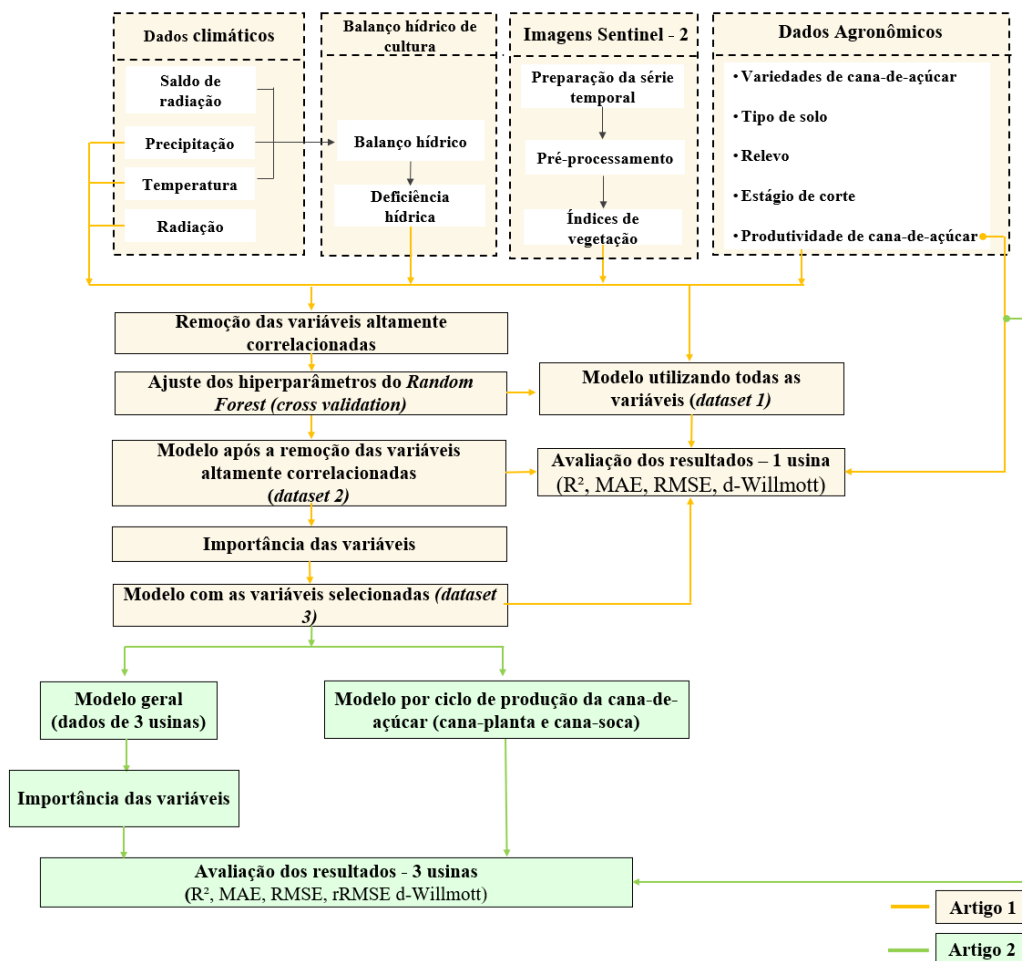 Dados climáticos
Saldo de
radiação
Precipitação
Temperatura
Radiação
Balanço hídrico de
cultura
Balanço hídrico
Deficiência
hídrica
Imagens Sentinel - 2
Preparação da série
temporal
Pré-processamento
Índices de
vegetação
Dados Agronômicos
• Variedades de cana-de-açúcar
• Tipo de solo
• Relevo
• Estágio de corte
• Produtividade de cana-de-açúcar
Remoção das variáveis altamente
correlacionadas
Ajuste dos hiperparâmetros do Random
Forest (cross validation)
Modelo utilizando todas as
variáveis (dataset 1)
Modelo após a remoção das variáveis
altamente correlacionadas
(dataset 2)
Avaliação dos resultados – 1 usina
(R², MAE, RMSE, d-Willmott)
Importância das variáveis
Modelo com as variáveis selecionadas (dataset
3)
Modelo geral
(dados de 3 usinas)
Modelo por ciclo de produção da cana-de-
açúcar (cana-planta e cana-soca)
Importância das variáveis
Avaliação dos resultados - 3 usinas
(R², MAE, RMSE, rRMSE d-Willmott)
Artigo 1
Artigo 2